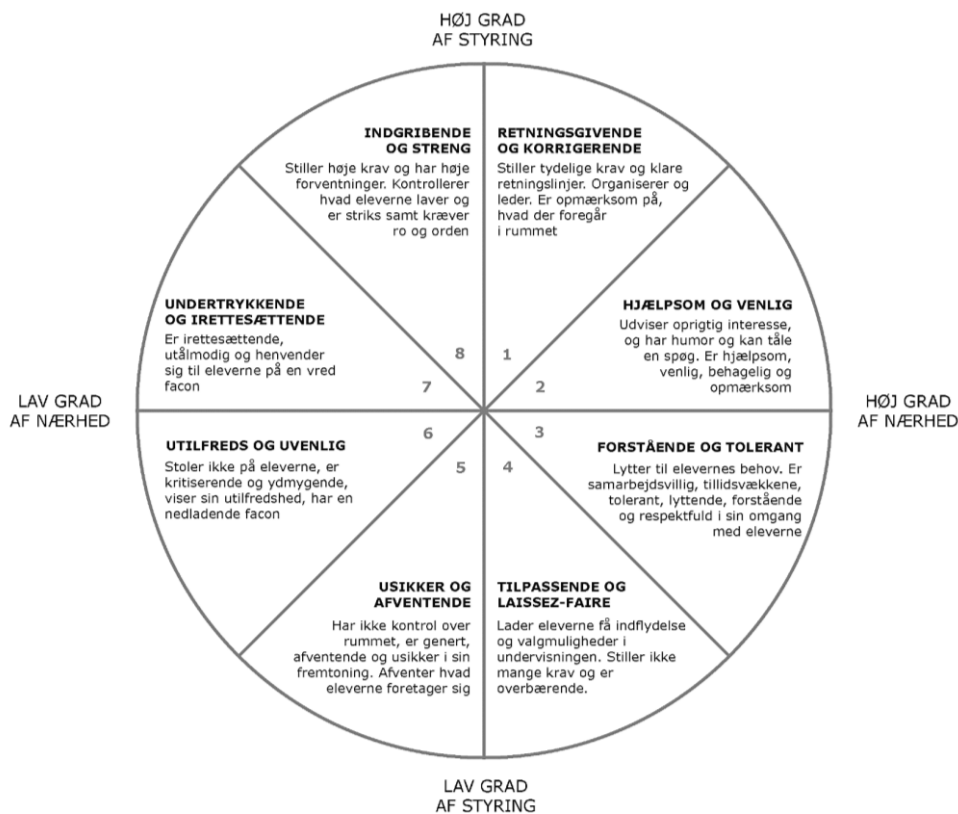 HØJ GRAD
AF STYRING
INDGRIBENDE
OG STRENG
Stiller høje krav og har høje
forventninger. Kontrollerer
hvad eleverne laver og
er striks samt kræver
ro og orden
RETNINGSGIVENDE
OG KORRIGERENDE
Stiller tydelige krav og klare
retningslinjer. Organiserer og
leder. Er opmærksom på,
hvad der foregår
i rummet
UNDERTRYKKENDE
OG IRETTESÆTTENDE
Er irettesættende,
utålmodig og henvender
sig til eleverne på en vred
facon
HJÆLPSOM OG VENLIG
Udviser oprigtig interesse,
og har humor og kan tåle
en spøg. Er hjælpsom,
venlig, behagelig og
opmærksom
8
1
7
2
LAV GRAD
AF NÆRHED
HØJ GRAD
AF NÆRHED
6
3
5
4
UTILFREDS OG UVENLIG
Stoler ikke på eleverne, er
kritiserende og ydmygende,
viser sin utilfredshed, har en
nedladende facon
FORSTÅENDE OG TOLERANT
Lytter til elevernes behov. Er
samarbejdsvillig, tillidsvækkene,
tolerant, lyttende, forstående
og respektfuld i sin omgang
med eleverne
USIKKER OG
AFVENTENDE
Har ikke kontrol over
rummet, er genert,
afventende og usikker i sin
fremtoning. Afventer hvad
eleverne foretager sig
TILPASSENDE OG
LAISSEZ-FAIRE
Lader eleverne få indflydelse
og valgmuligheder i
undervisningen. Stiller ikke
mange krav og er
overbærende.
LAV GRAD
AF STYRING